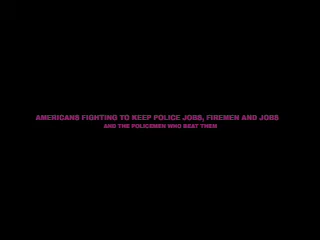 AMERICANS FIGHTING TO KEEP POLICE JOBS, FIREMEN AND JOBS
AND THE POLICEMEN WHO BEAT THEM